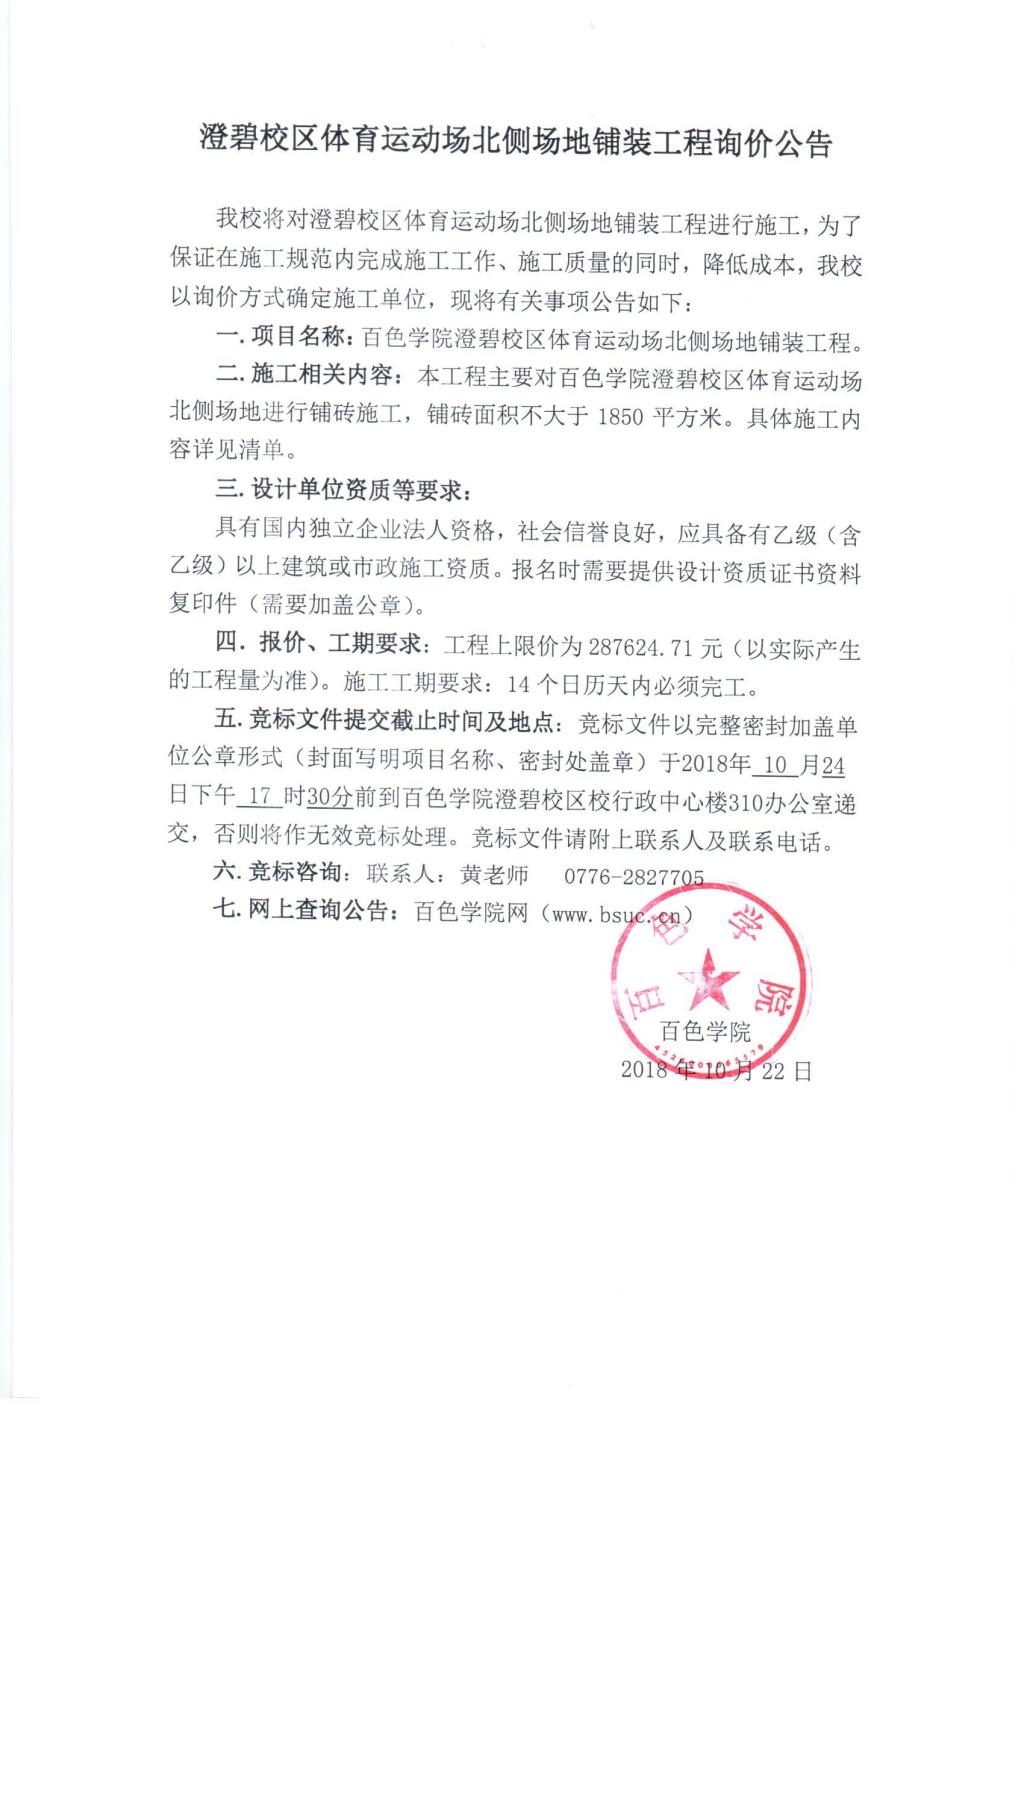 澄碧校区体育运动场北侧场地铺装工程询价公告
我校将对澄碧校区体育运动场北侧场地铺装工程进行施工，为了
保证在施工规范内完成施工工作、施工质量的同时，降低成本，我校
以询价方式确定施工单位，现将有关事项公告如下：
一.项目名称：百色学院澄碧校区体育运动场北侧场地铺装工程。
二.施工相关内容：本工程主要对百色学院澄碧校区体育运动场
北侧场地进行铺砖施工，铺砖面积不大于 1850 平方米。具体施工内
容详见清单。
三.设计单位资质等要求：
具有国内独立企业法人资格，社会信誉良好，应具备有乙级（含
乙级）以上建筑或市政施工资质。报名时需要提供设计资质证书资料
复印件（需要加盖公章）。
四．报价、工期要求：工程上限价为 287624.71 元（以实际产生
的工程量为准）。施工工期要求：14 个日历天内必须完工。
五.竞标文件提交截止时间及地点：竞标文件以完整密封加盖单
位公章形式（封面写明项目名称、密封处盖章）于2018年 10 月24
日下午 17 时30分前到百色学院澄碧校区校行政中心楼310办公室递
交，否则将作无效竞标处理。竞标文件请附上联系人及联系电话。
六.竞标咨询：联系人：黄老师 0776-2827705
七.网上查询公告：百色学院网（www.bsuc.cn）
百色学院
百色学院
2018 年 10 月 22 日